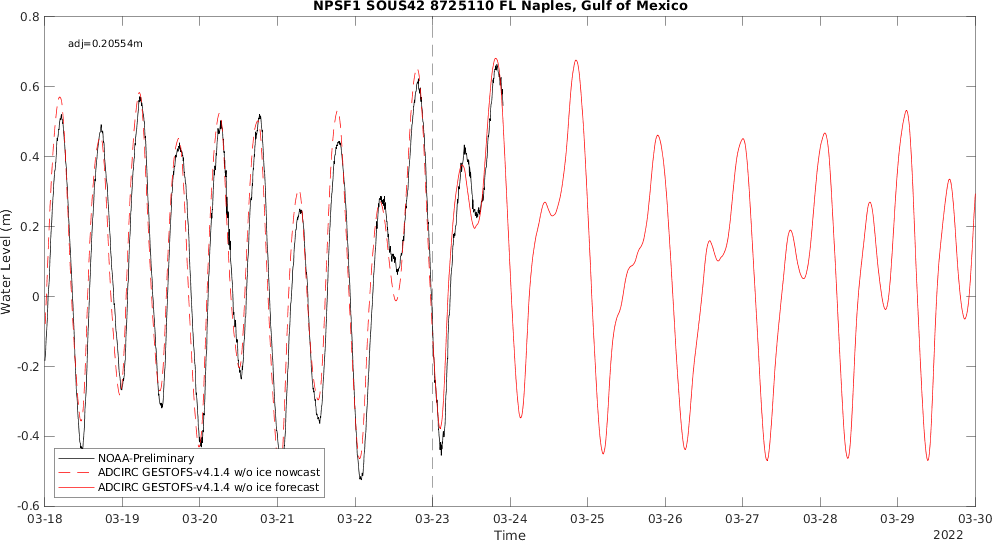 NPSF1 SOUS42 8725110 FL Naples, Gulf of Mexico
adj=0.20554m
0.8
0.6
0.4
0.2
0
-0.2
-0.4
-0.6
Water Level (m)
NOAA-Preliminary
ADCIRC GESTOFS-v4.1.4 w/o ice nowcast
ADCIRC GESTOFS-v4.1.4 w/o ice forecast
03-18 03-19 03-20 03-21 03-22 03-23 03-24 03-25 03-26 03-27 03-28 03-29 03-30
Time
2022